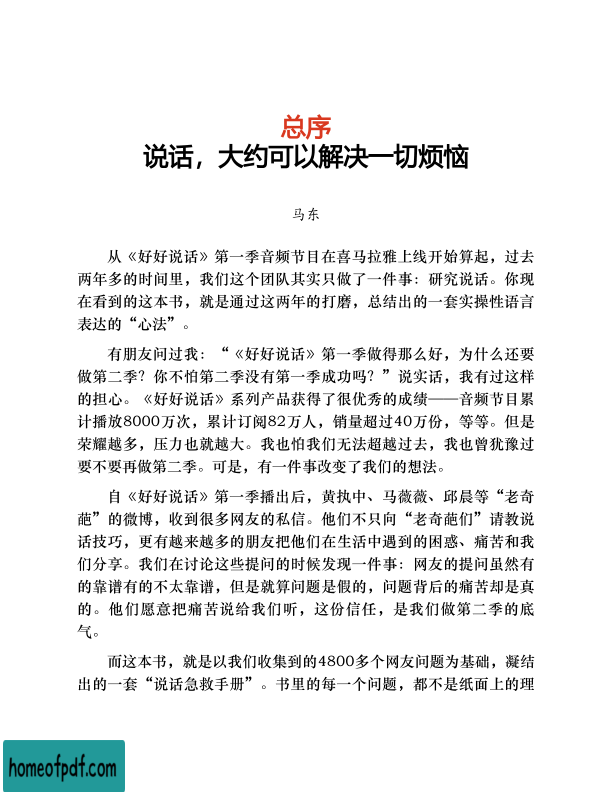 总序
说话，大约可以解决一切烦恼
马东
从《好好说话》第一季音频节目在喜马拉雅上线开始算起，过去
两年多的时间里，我们这个团队其实只做了一件事：研究说话。你现
在看到的这本书，就是通过这两年的打磨，总结出的一套实操性语言
表达的“心法”。
有朋友问过我：“《好好说话》第一季做得那么好，为什么还要
做第二季？你不怕第二季没有第一季成功吗？”说实话，我有过这样
的担心。《好好说话》系列产品获得了很优秀的成绩——音频节目累
计播放8000万次，累计订阅82万人，销量超过40万份，等等。但是
荣耀越多，压力也就越大。我也怕我们无法超越过去，我也曾犹豫过
要不要再做第二季。可是，有一件事改变了我们的想法。
自《好好说话》第一季播出后，黄执中、马薇薇、邱晨等“老奇
葩”的微博，收到很多网友的私信。他们不只向“老奇葩们”请教说
话技巧，更有越来越多的朋友把他们在生活中遇到的困惑、痛苦和我
们分享。我们在讨论这些提问的时候发现一件事：网友的提问虽然有
的靠谱有的不太靠谱，但是就算问题是假的，问题背后的痛苦却是真
的。他们愿意把痛苦说给我们听，这份信任，是我们做第二季的底
气。
而这本书，就是以我们收集到的4800多个网友问题为基础，凝结
出的一套“说话急救手册”。书里的每一个问题，都不是纸面上的理
homeofpdf.com